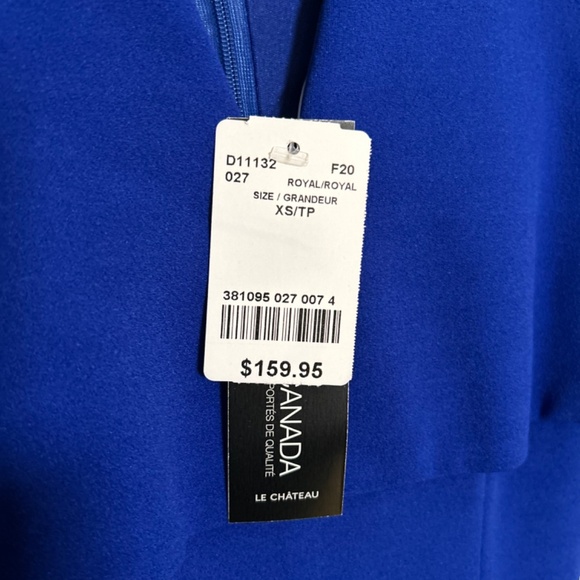 D11132 F20
027 ROYAL/ROYAL
SIZE / GRANDEUR
XS/TP
381095 027 007 4
$159.95
CANADA
PORTÉS DE QUALITÉ
LE CHÂTEAU